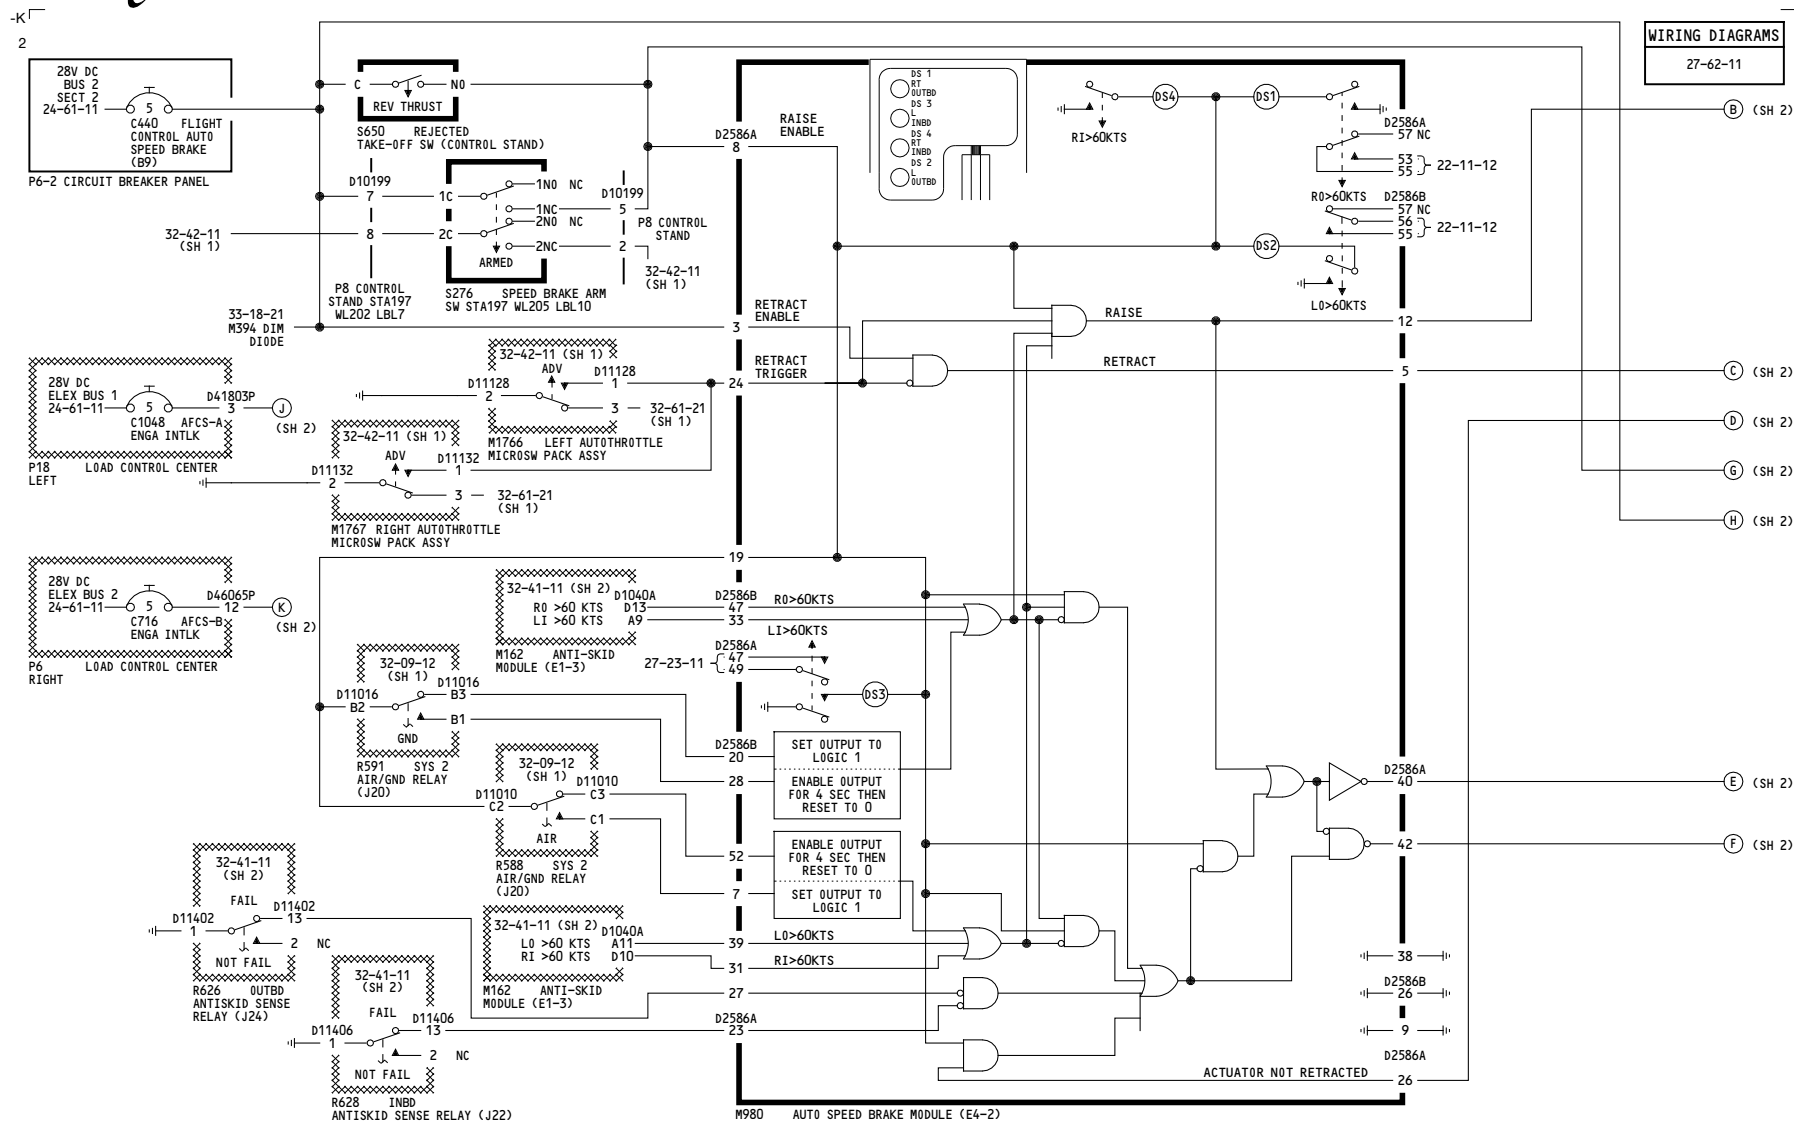 -K
2
WIRING DIAGRAMS
27-62-11
28V DC
BUS 2
SECT 2
24-61-11
5
C440 FLIGHT
CONTROL AUTO
SPEED BRAKE
(B9)
P6-2 CIRCUIT BREAKER PANEL
C
NO
REV THRUST
S650 REJECTED
TAKE-OFF SW (CONTROL STAND)
D10199
7
1C
1NO NC
1NC
2NO NC
D10199
5
32-42-11
(SH 1)
8
2C
2NC
2
ARMED
P8 CONTROL
STAND
32-42-11
(SH 1)
P8 CONTROL
STAND STA197
WL202 LBL7
S276 SPEED BRAKE ARM
SW STA197 WL205 LBL10
33-18-21
M394 DIM
DIODE
D2586A
8
RAISE
ENABLE
3
RETRACT
ENABLE
24
RETRACT
TRIGGER
DS 1
RT
OUTBD
DS 3
L
INBD
DS 4
RT
INBD
DS 2
L
OUTBD
RI>60KTS
DS4
DS1
D2586A
57 NC
53
55
22-11-12
RO>60KTS
D2586B
57 NC
56
55
22-11-12
DS2
LO>60KTS
RAISE
12
RETRACT
5
B (SH 2)
C (SH 2)
D (SH 2)
G (SH 2)
H (SH 2)
28V DC
ELEX BUS 1
24-61-11
5
D41803P
3
J
(SH 2)
C1048 AFCS-A
ENGA INTLK
P18 LOAD CONTROL CENTER
LEFT
32-42-11 (SH 1)
ADV
D11128
2
D11128
1
3
32-61-21
(SH 1)
M1766 LEFT AUTOTHROTTLE
MICROSW PACK ASSY
32-42-11 (SH 1)
ADV
D11132
2
D11132
1
3
32-61-21
(SH 1)
M1767 RIGHT AUTOTHROTTLE
MICROSW PACK ASSY
28V DC
ELEX BUS 2
24-61-11
5
D46065P
12
K
(SH 2)
C716 AFCS-B
ENGA INTLK
P6 LOAD CONTROL CENTER
RIGHT
19
32-41-11 (SH 2)
D1040A
RO >60 KTS D13
LI >60 KTS A9
M162 ANTI-SKID
MODULE (E1-3)
D2586B
47
33
RO>60KTS
LI>60KTS
27-23-11
D2586A
47
49
DS3
32-09-12
(SH 1)
D11016
B2
D11016
B3
B1
GND
R591 SYS 2
AIR/GND RELAY
(J20)
32-09-12
(SH 1)
D11010
C2
D11010
C3
C1
AIR
R588 SYS 2
AIR/GND RELAY
(J20)
D2586B
20
28
SET OUTPUT TO
LOGIC 1
ENABLE OUTPUT
FOR 4 SEC THEN
RESET TO 0
52
7
ENABLE OUTPUT
FOR 4 SEC THEN
RESET TO 0
SET OUTPUT TO
LOGIC 1
D2586A
40
E (SH 2)
42
F (SH 2)
32-41-11
(SH 2)
FAIL
D11402
1
D11402
13
2 NC
NOT FAIL
R626 OUTBD
ANTISKID SENSE
RELAY (J24)
32-41-11
(SH 2)
FAIL
D11406
1
D11406
13
2 NC
NOT FAIL
R628 INBD
ANTISKID SENSE RELAY (J22)
32-41-11 (SH 2)
D1040A
LO >60 KTS A11
RI >60 KTS D10
M162 ANTI-SKID
MODULE (E1-3)
39
LO>60KTS
31
RI>60KTS
27
D2586A
23
38
D2586B
26
9
D2586A
ACTUATOR NOT RETRACTED
26
M980 AUTO SPEED BRAKE MODULE (E4-2)